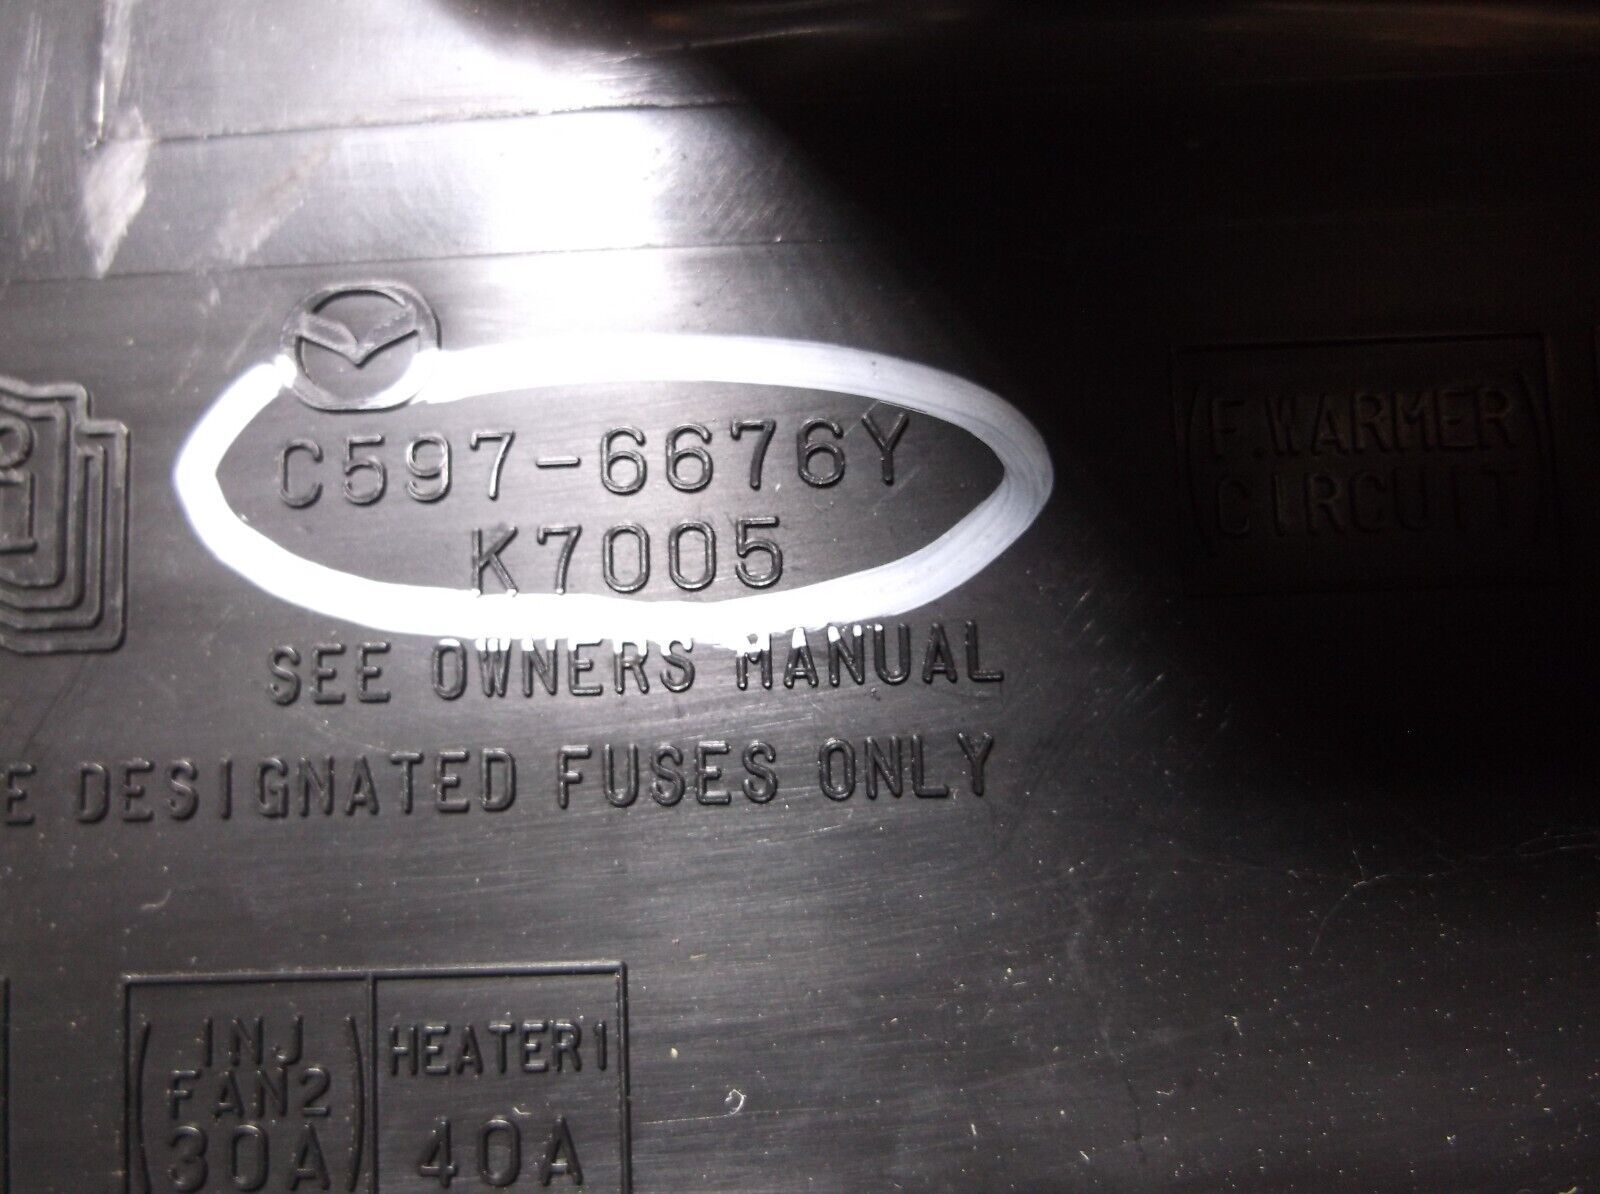 C597-6676Y
K7005
SEE OWNERS MANUAL
E DESIGNATED FUSES ONLY
(F.WARMER
CIRCUIT)
(INJ
FAN2
30A)
HEATER1
40A